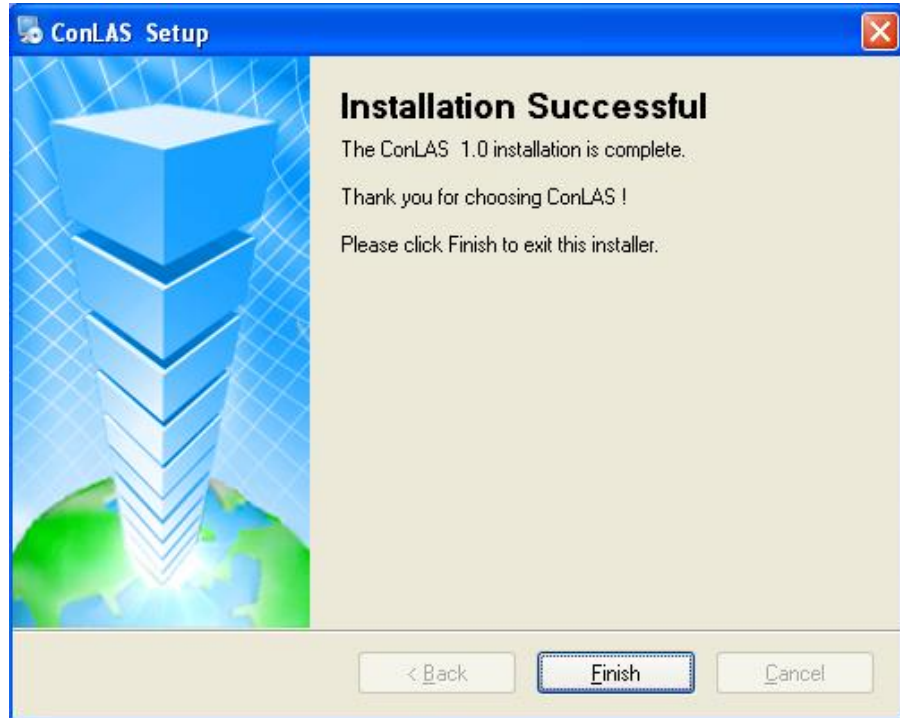 ConLAS Setup
Installation Successful
The ConLAS 1.0 installation is complete.
Thank you for choosing ConLAS !
Please click Finish to exit this installer.
< Back Finish Cancel